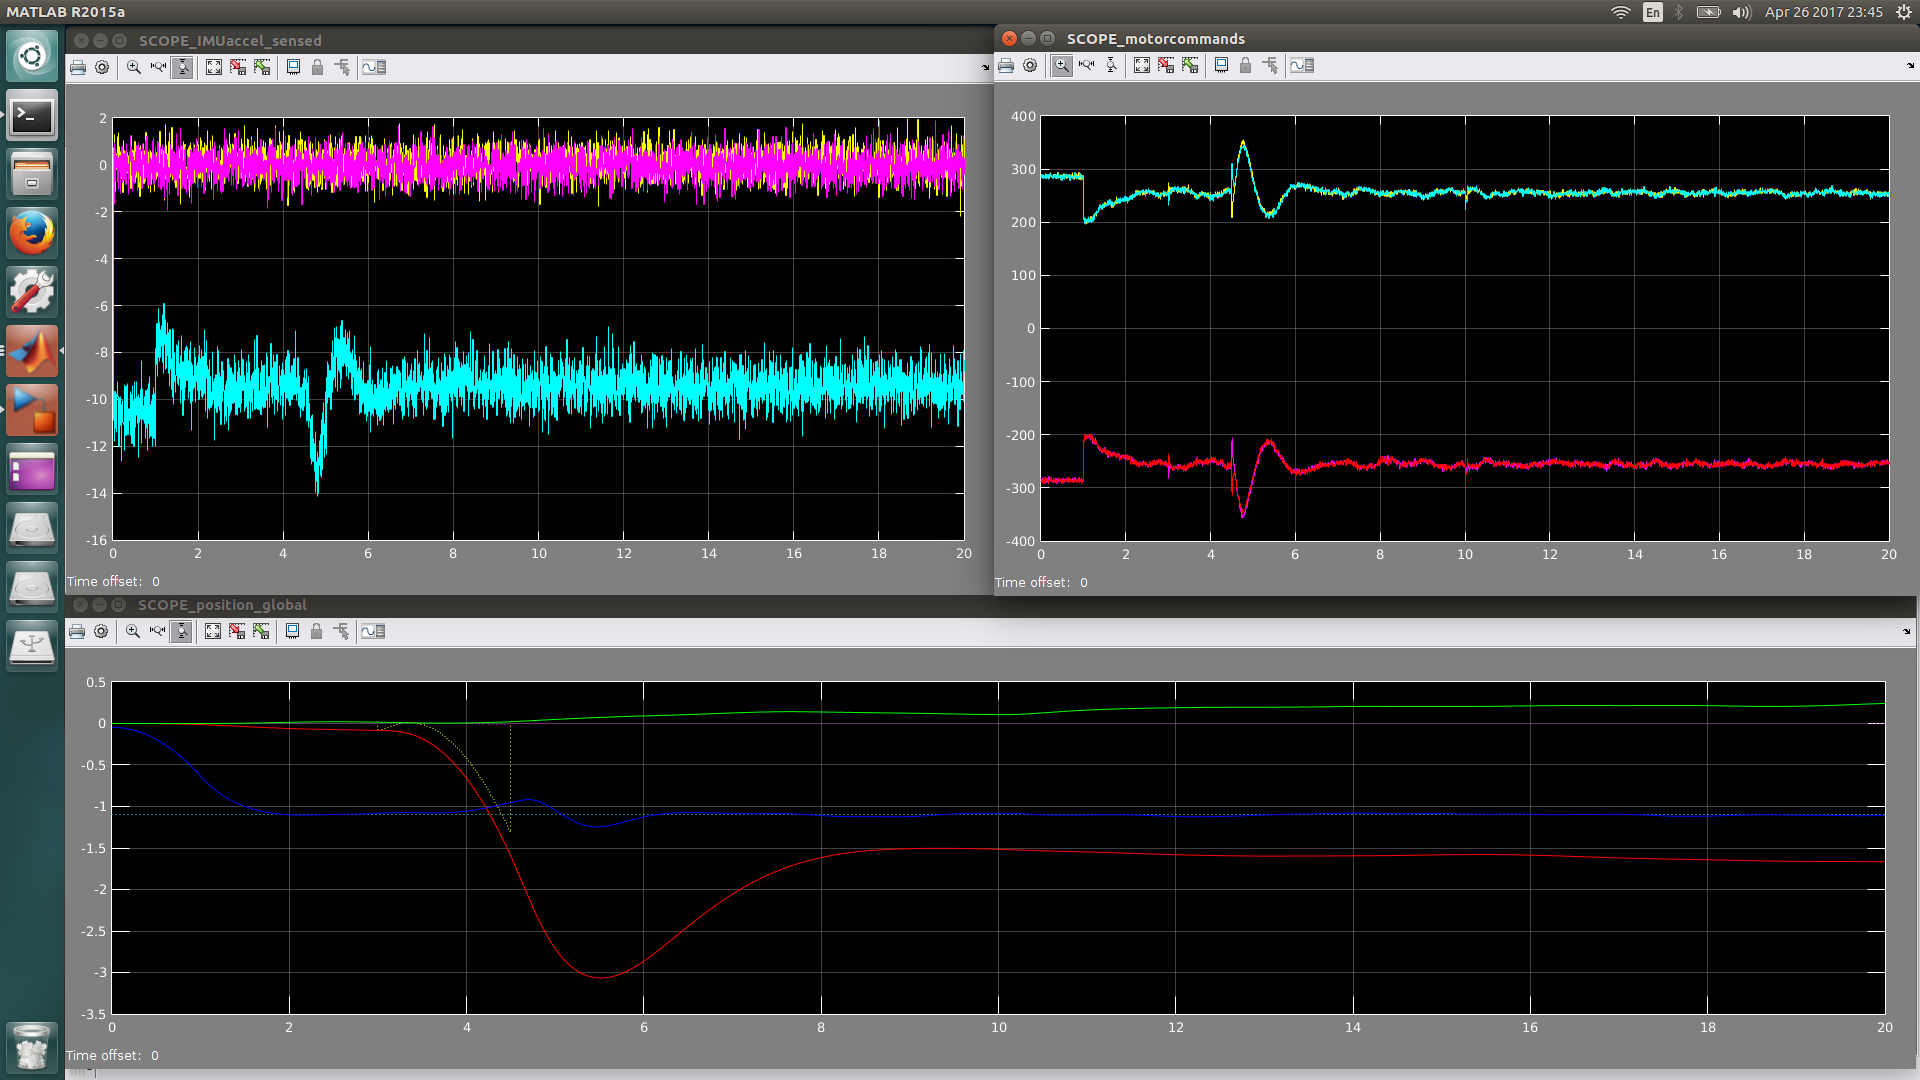 MATLAB R2015a
En
Apr 26 2017 23:45
SCOPE_IMUaccel_sensed
2
0
-2
-4
-6
-8
-10
-12
-14
-16
0 2 4 6 8 10 12 14 16 18 20
Time offset: 0
SCOPE_motorcommands
400
300
200
100
0
-100
-200
-300
-400
0 2 4 6 8 10 12 14 16 18 20
Time offset: 0
SCOPE_position_global
0.5
0
-0.5
-1
-1.5
-2
-2.5
-3
-3.5
0 2 4 6 8 10 12 14 16 18 20
Time offset: 0